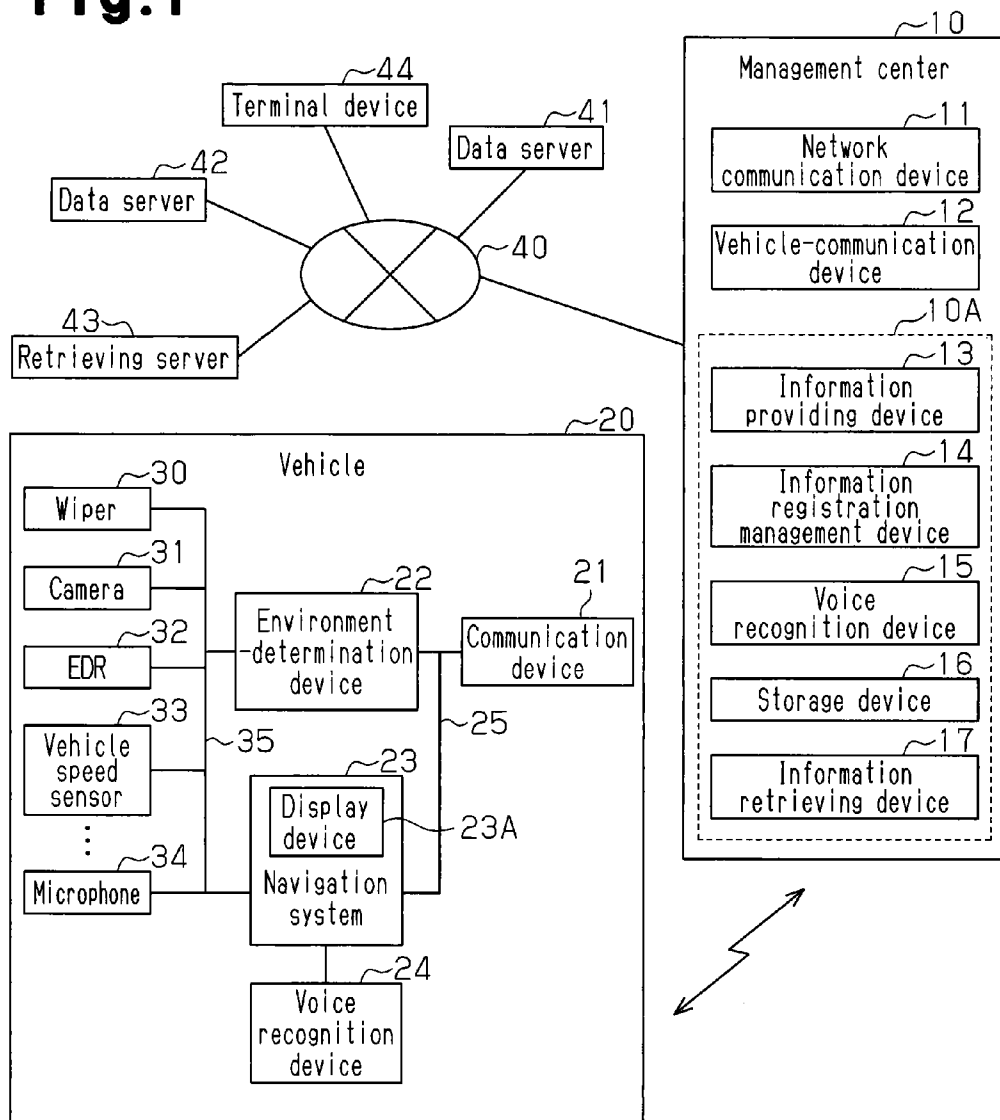 Fig.1
10
Management center
11
Network
communication device
12
Vehicle-communication
device
10A
13
Information
providing device
14
Information
registration
management device
15
Voice
recognition device
16
Storage device
17
Information
retrieving device
44
Terminal device
41
Data server
42
Data server
40
43
Retrieving server
20
Vehicle
30
Wiper
31
Camera
32
EDR
33
Vehicle
speed
sensor
34
Microphone
35
22
Environment
-determination
device
21
Communication
device
25
23
Display
device
23A
Navigation
system
24
Voice
recognition
device